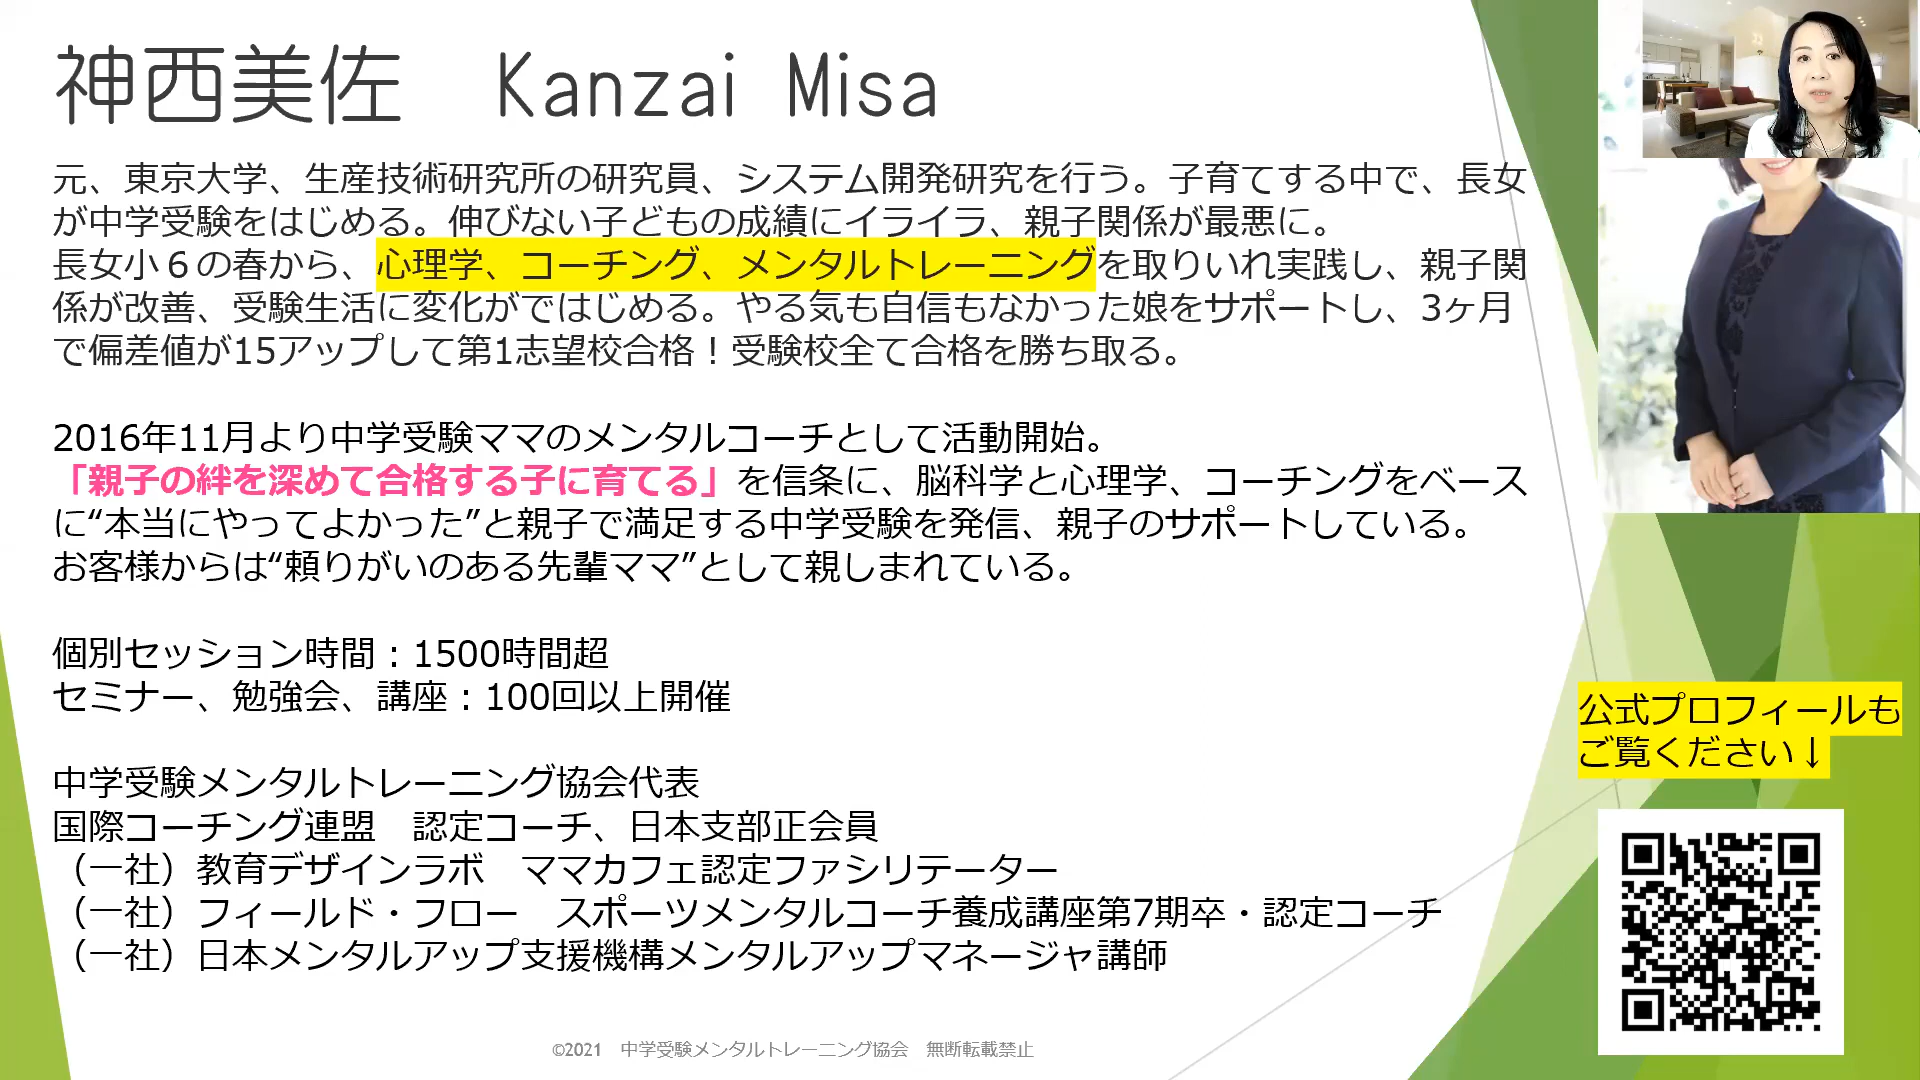 神西美佐　Kanzai Misa
元、東京大学、生産技術研究所の研究員、システム開発研究を行う。子育てする中で、長女
が中学受験をはじめる。伸びない子どもの成績にイライラ、親子関係が最悪に。
長女小６の春から、心理学、コーチング、メンタルトレーニングを取りいれ実践し、親子関
係が改善、受験生活に変化がではじめる。やる気も自信もなかった娘をサポートし、3ヶ月
で偏差値が15アップして第1志望校合格！受験校全て合格を勝ち取る。
2016年11月より中学受験ママのメンタルコーチとして活動開始。
「親子の絆を深めて合格する子に育てる」を信条に、脳科学と心理学、コーチングをベース
に“本当にやってよかった”と親子で満足する中学受験を発信、親子のサポートしている。
お客様からは“頼りがいのある先輩ママ”として親しまれている。
個別セッション時間：1500時間超
セミナー、勉強会、講座：100回以上開催
中学受験メンタルトレーニング協会代表
国際コーチング連盟　認定コーチ、日本支部正会員
（一社）教育デザインラボ　ママカフェ認定ファシリテーター
（一社）フィールド・フロー　スポーツメンタルコーチ養成講座第7期卒・認定コーチ
（一社）日本メンタルアップ支援機構メンタルアップマネージャ講師
公式プロフィールも
ご覧ください↓
©2021　中学受験メンタルトレーニング協会　無断転載禁止